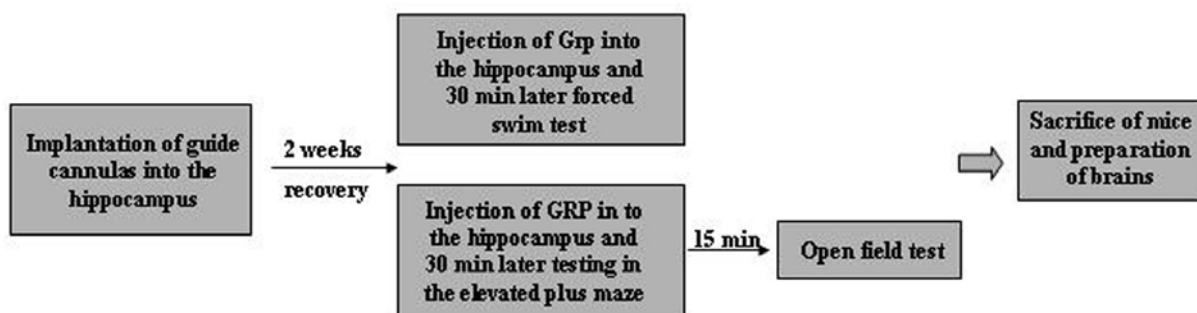 Implantation of guide
cannulas into the
hippocampus
2 weeks
recovery
Injection of Grp into
the hippocampus and
30 min later forced
swim test
Injection of GRP in to
the hippocampus and
30 min later testing in
the elevated plus maze
15 min
Open field test
Sacrifice of mice
and preparation
of brains